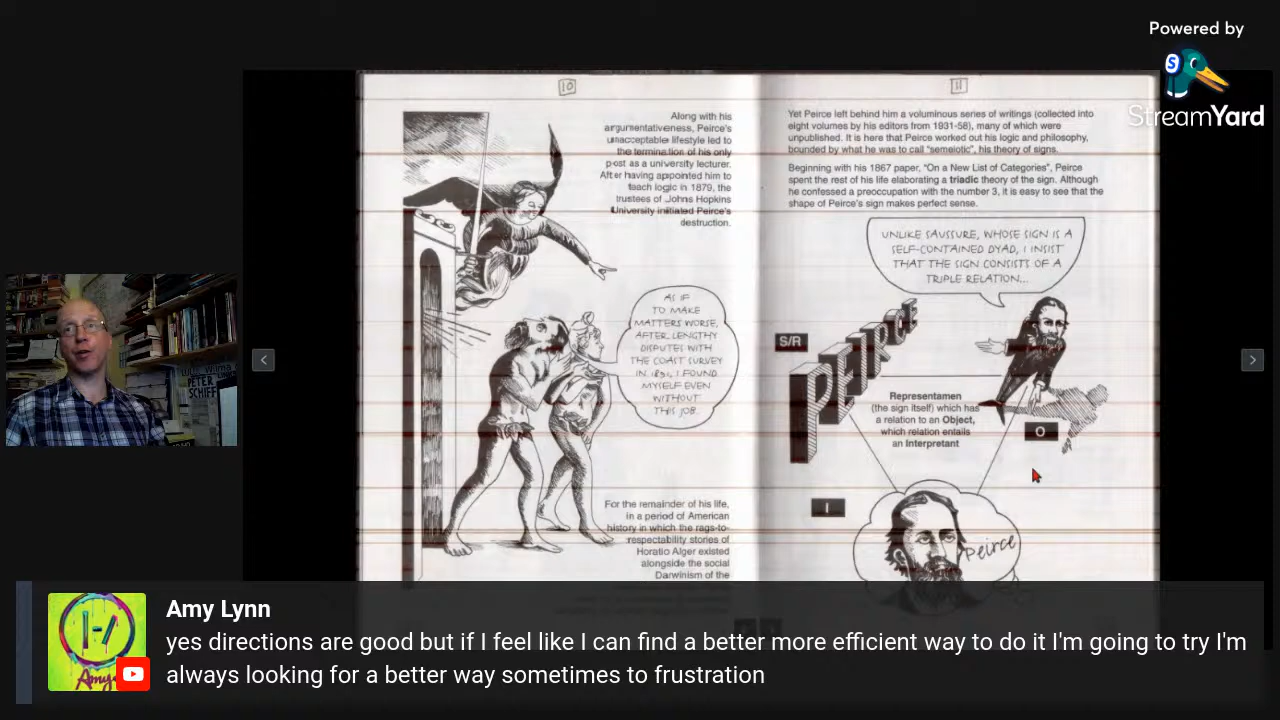 Powered by
StreamYard
10
Along with his
argumentativeness, Peirce's
unacceptable lifestyle led to
the termination of his only
post as a university lecturer.
After having appointed him to
teach logic in 1879, the
trustees of Johns Hopkins
University initiated Peirce's
destruction.
AS IF
TO MAKE
MATTERS WORSE,
AFTER LENGTHY
DISPUTES WITH
THE COAST SURVEY
IN 1891, I FOUND
MYSELF EVEN
WITHOUT
THIS JOB.
For the remainder of his life,
in a period of American
history in which the rags-to-
respectability stories of
Horatio Alger existed
alongside the social
Darwinism of the
11
Yet Peirce left behind him a voluminous series of writings (collected into
eight volumes by his editors from 1931-58), many of which were
unpublished. It is here that Peirce worked out his logic and philosophy,
bounded by what he was to call "semeiotic", his theory of signs.
Beginning with his 1867 paper, "On a New List of Categories", Peirce
spent the rest of his life elaborating a triadic theory of the sign. Although
he confessed a preoccupation with the number 3, it is easy to see that the
shape of Peirce's sign makes perfect sense.
UNLIKE SAUSSURE, WHOSE SIGN IS A
SELF-CONTAINED DYAD, I INSIST
THAT THE SIGN CONSISTS OF A
TRIPLE RELATION...
S/R
PEIRCE
Representamen
(the sign itself) which has
a relation to an Object,
which relation entails
an Interpretant
O
I
Peirce
PETER
SCHIFF
Amy Lynn
yes directions are good but if I feel like I can find a better more efficient way to do it I'm going to try I'm
always looking for a better way sometimes to frustration